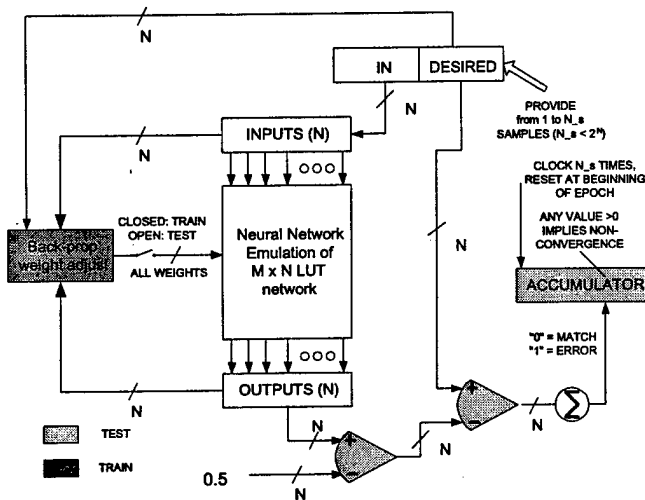 N
IN
DESIRED
N
PROVIDE
from 1 to N_s
SAMPLES (N_s < 2^N)
INPUTS (N)
N
ooo
CLOCK N_s TIMES,
RESET AT BEGINNING
OF EPOCH
CLOSED: TRAIN
OPEN: TEST
Neural Network
Emulation of
M x N LUT
network
N
ANY VALUE >0
IMPLIES NON-
CONVERGENCE
Back-prop
weight adjust
ALL WEIGHTS
ACCUMULATOR
"0" = MATCH
"1" = ERROR
ooo
OUTPUTS (N)
N
+
−
N
Σ
N
+
−
N
TEST
TRAIN
0.5
N